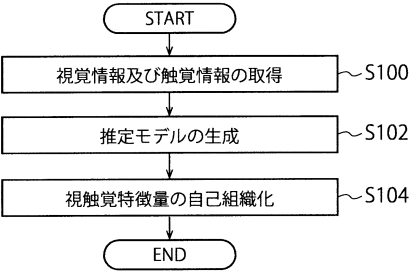 START
視覚情報及び触覚情報の取得
S100
推定モデルの生成
S102
視触覚特徴量の自己組織化
S104
END